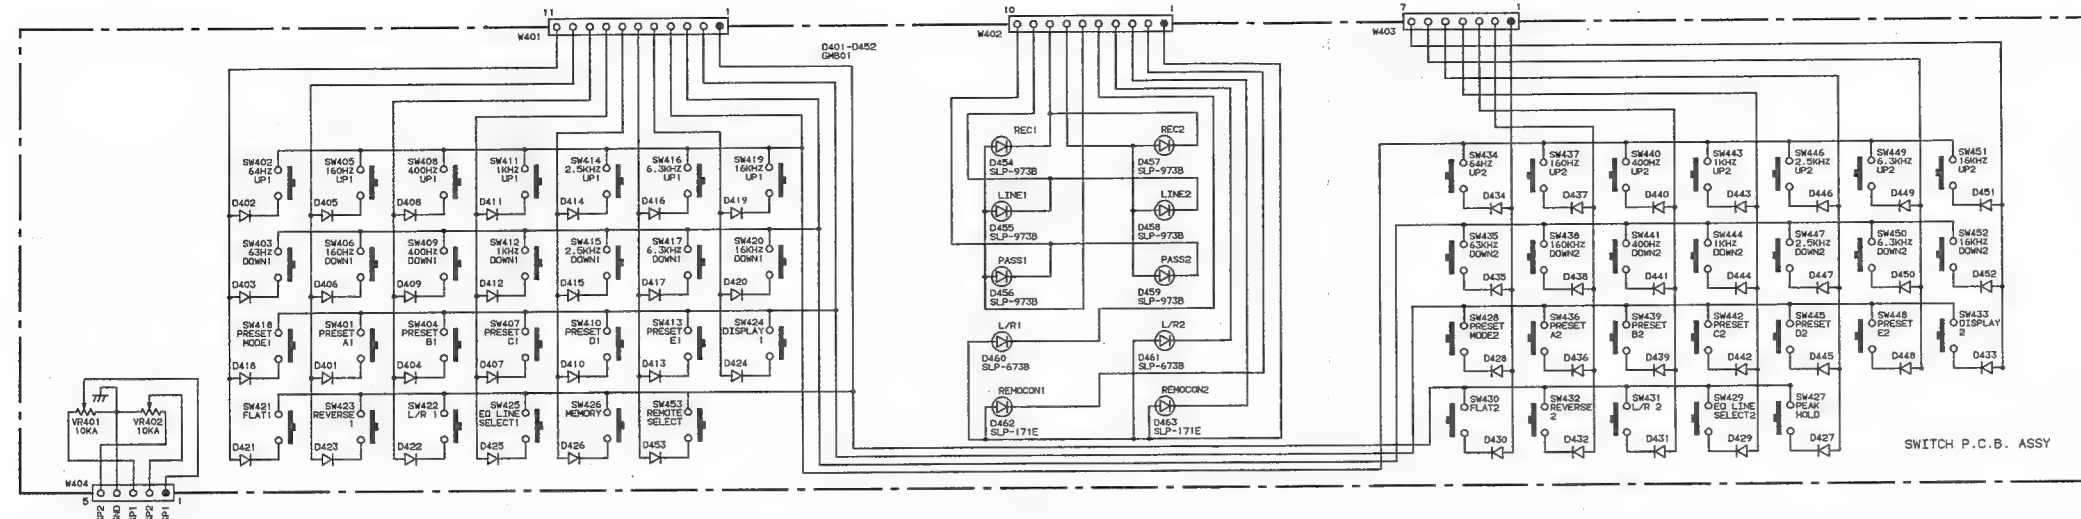 11 1
W401
10 1
W402
7 1
W403
D401-D452
GMB01
REC1
REC2
D454
SLP-973B
D457
SLP-973B
LINE1
LINE2
D455
SLP-973B
D458
SLP-973B
PASS1
PASS2
D456
SLP-973B
D459
SLP-973B
L/R1
L/R2
D460
SLP-673B
D461
SLP-673B
REMOCON1
REMOCON2
D462
SLP-171E
D463
SLP-171E
SW402
64HZ
UP1
SW405
160HZ
UP1
SW408
400HZ
UP1
SW411
1KHZ
UP1
SW414
2.5KHZ
UP1
SW416
6.3KHZ
UP1
SW419
16KHZ
UP1
D402
D405
D408
D411
D414
D416
D419
SW403
63HZ
DOWN1
SW406
160HZ
DOWN1
SW409
400HZ
DOWN1
SW412
1KHZ
DOWN1
SW415
2.5KHZ
DOWN1
SW417
6.3KHZ
DOWN1
SW420
16KHZ
DOWN1
D403
D406
D409
D412
D415
D417
D420
SW418
PRESET
MODE1
SW401
PRESET
A1
SW404
PRESET
B1
SW407
PRESET
C1
SW410
PRESET
D1
SW413
PRESET
E1
SW424
DISPLAY
1
D418
D401
D404
D407
D410
D413
D424
SW421
FLAT1
SW423
REVERSE
1
SW422
L/R 1
SW425
EQ LINE
SELECT1
SW426
MEMORY
SW453
REMOTE
SELECT
D421
D423
D422
D425
D426
D453
SW434
64HZ
UP2
SW437
160HZ
UP2
SW440
400HZ
UP2
SW443
1KHZ
UP2
SW446
2.5KHZ
UP2
SW449
6.3KHZ
UP2
SW451
16KHZ
UP2
D434
D437
D440
D443
D446
D449
D451
SW435
63KHZ
DOWN2
SW438
160KHZ
DOWN2
SW441
400HZ
DOWN2
SW444
1KHZ
DOWN2
SW447
2.5KHZ
DOWN2
SW450
6.3KHZ
DOWN2
SW452
16KHZ
DOWN2
D435
D438
D441
D444
D447
D450
D452
SW428
PRESET
MODE2
SW436
PRESET
A2
SW439
PRESET
B2
SW442
PRESET
C2
SW445
PRESET
D2
SW448
PRESET
E2
SW433
DISPLAY
2
D428
D436
D439
D442
D445
D448
D433
SW430
FLAT2
SW432
REVERSE
2
SW431
L/R 2
SW429
EQ LINE
SELECT2
SW427
PEAK
HOLD
D430
D432
D431
D429
D427
SWITCH P.C.B. ASSY
VR401
10KA
VR402
10KA
W404
5 1